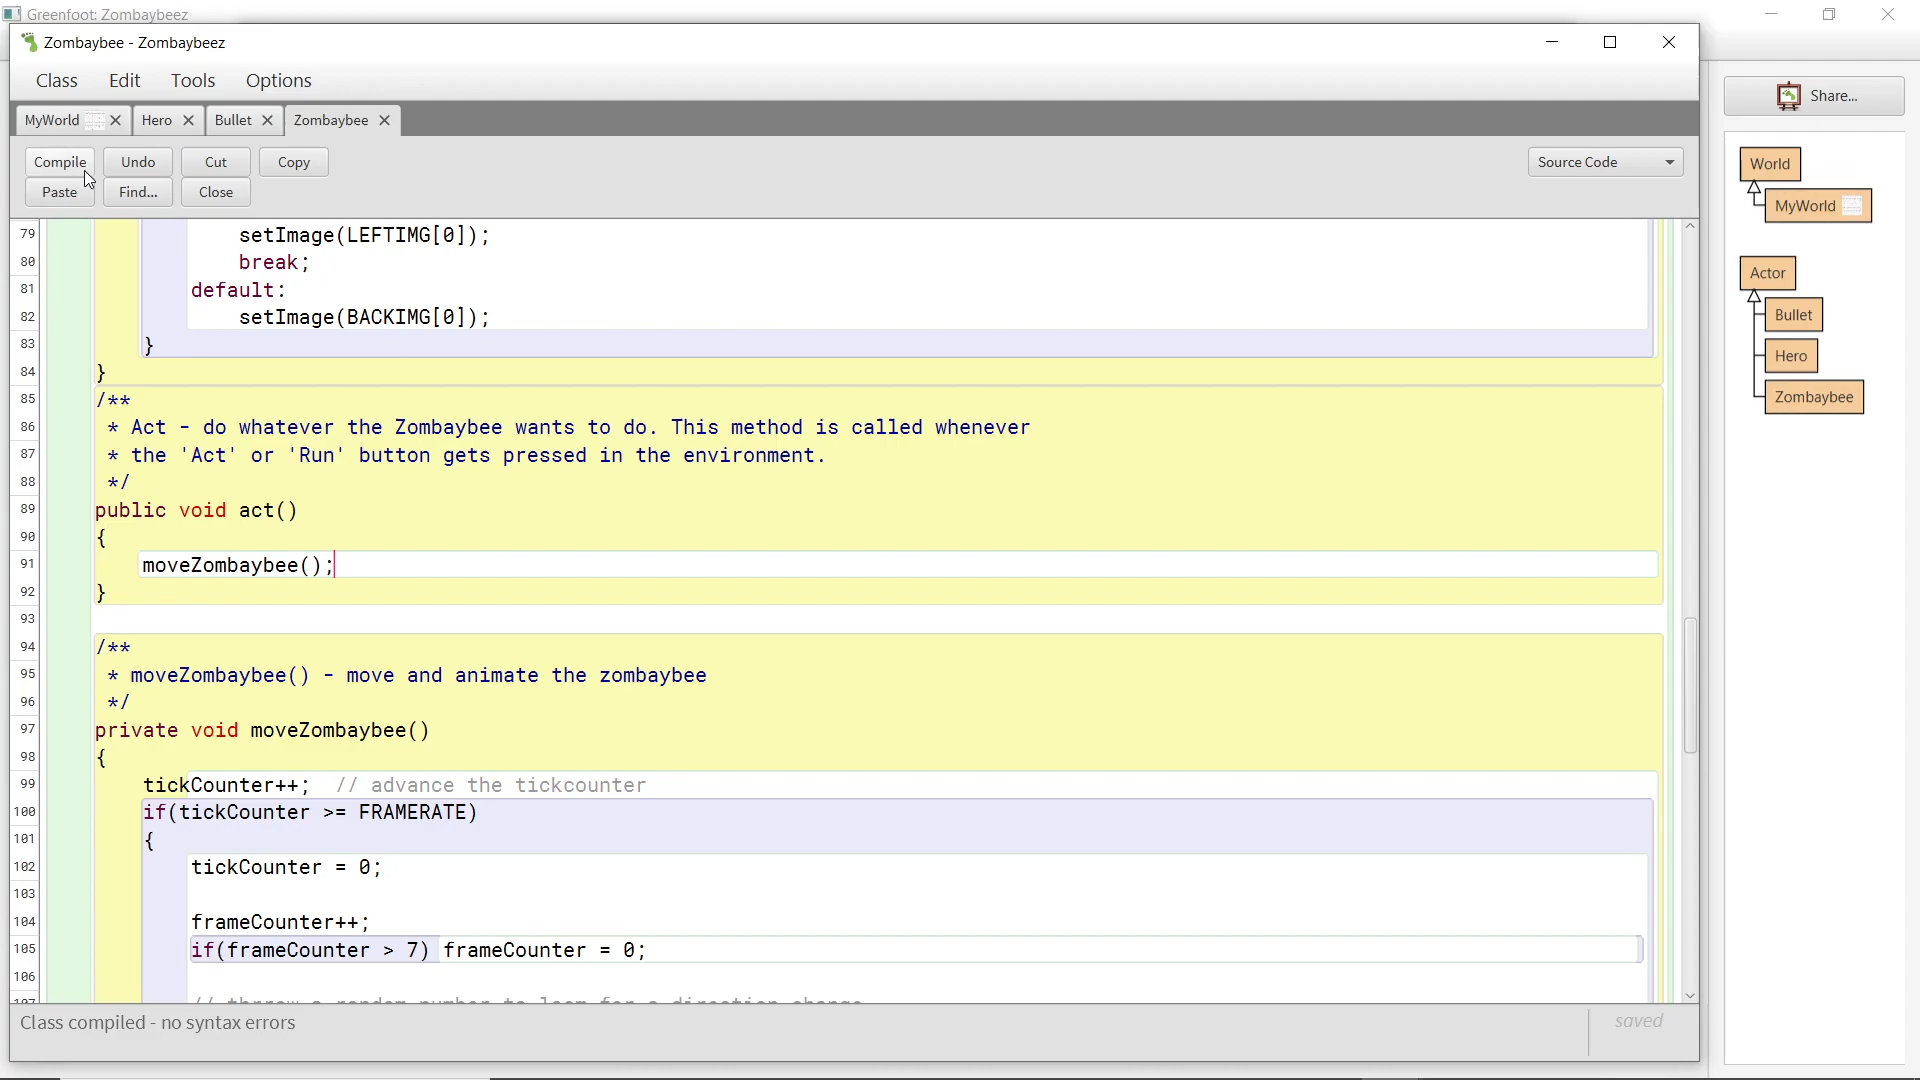 Greenfoot: Zombaybeez
Zombaybee - Zombaybeez
Class Edit Tools Options
MyWorld Hero Bullet Zombaybee
Compile Undo Cut Copy
Paste Find... Close
Source Code
Share...
World
MyWorld
Actor
Bullet
Hero
Zombaybee
79 setImage(LEFTIMG[0]);
80 break;
81 default:
82 setImage(BACKIMG[0]);
83 }
84 }
85 /**
86 * Act - do whatever the Zombaybee wants to do. This method is called whenever
87 * the 'Act' or 'Run' button gets pressed in the environment.
88 */
89 public void act()
90 {
91 moveZombaybee();
92 }
93
94 /**
95 * moveZombaybee() - move and animate the zombaybee
96 */
97 private void moveZombaybee()
98 {
99 tickCounter++; // advance the tickcounter
100 if(tickCounter >= FRAMERATE)
101 {
102 tickCounter = 0;
103
104 frameCounter++;
105 if(frameCounter > 7) frameCounter = 0;
106
107 // throw a random number to loom for a direction change
Class compiled - no syntax errors
saved